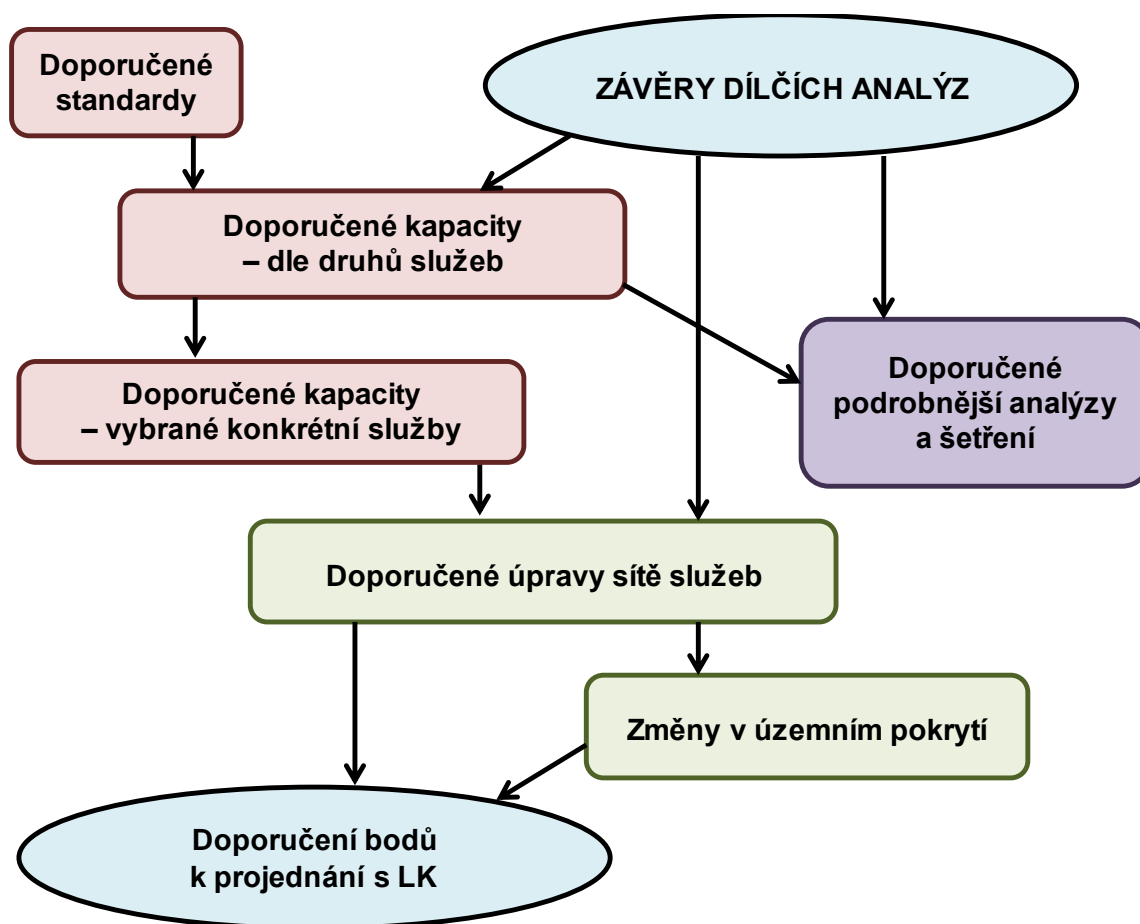 Doporučené
standardy
ZÁVĚRY DÍLČÍCH ANALÝZ
Doporučené kapacity
– dle druhů služeb
Doporučené kapacity
– vybrané konkrétní služby
Doporučené
podrobnější analýzy
a šetření
Doporučené úpravy sítě služeb
Změny v územním pokrytí
Doporučení bodů
k projednání s LK